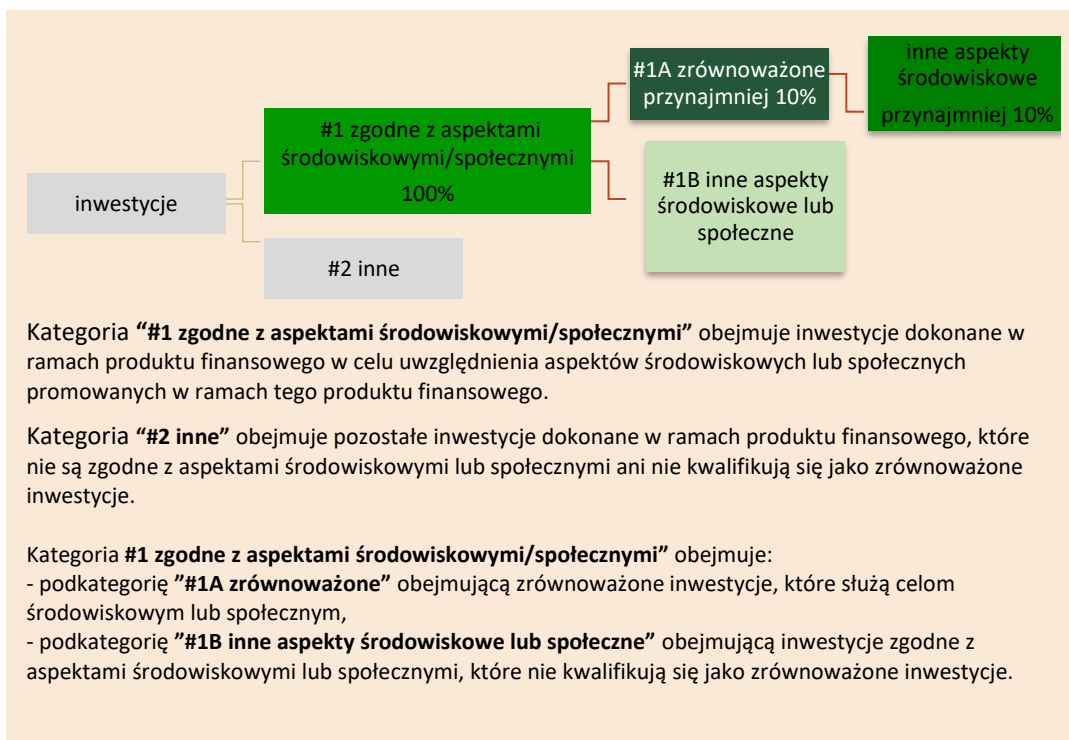 #1A zrównoważone
przynajmniej 10%
inne aspekty
środowiskowe
przynajmniej 10%
#1 zgodne z aspektami
środowiskowymi/społecznymi
100%
inwestycje
#1B inne aspekty
środowiskowe lub
społeczne
#2 inne
Kategoria “#1 zgodne z aspektami środowiskowymi/społecznymi” obejmuje inwestycje dokonane w
ramach produktu finansowego w celu uwzględnienia aspektów środowiskowych lub społecznych
promowanych w ramach tego produktu finansowego.
Kategoria “#2 inne” obejmuje pozostałe inwestycje dokonane w ramach produktu finansowego, które
nie są zgodne z aspektami środowiskowymi lub społecznymi ani nie kwalifikują się jako zrównoważone
inwestycje.
Kategoria #1 zgodne z aspektami środowiskowymi/społecznymi” obejmuje:
- podkategorię ”#1A zrównoważone” obejmującą zrównoważone inwestycje, które służą celom
środowiskowym lub społecznym,
- podkategorię ”#1B inne aspekty środowiskowe lub społeczne” obejmującą inwestycje zgodne z
aspektami środowiskowymi lub społecznymi, które nie kwalifikują się jako zrównoważone inwestycje.